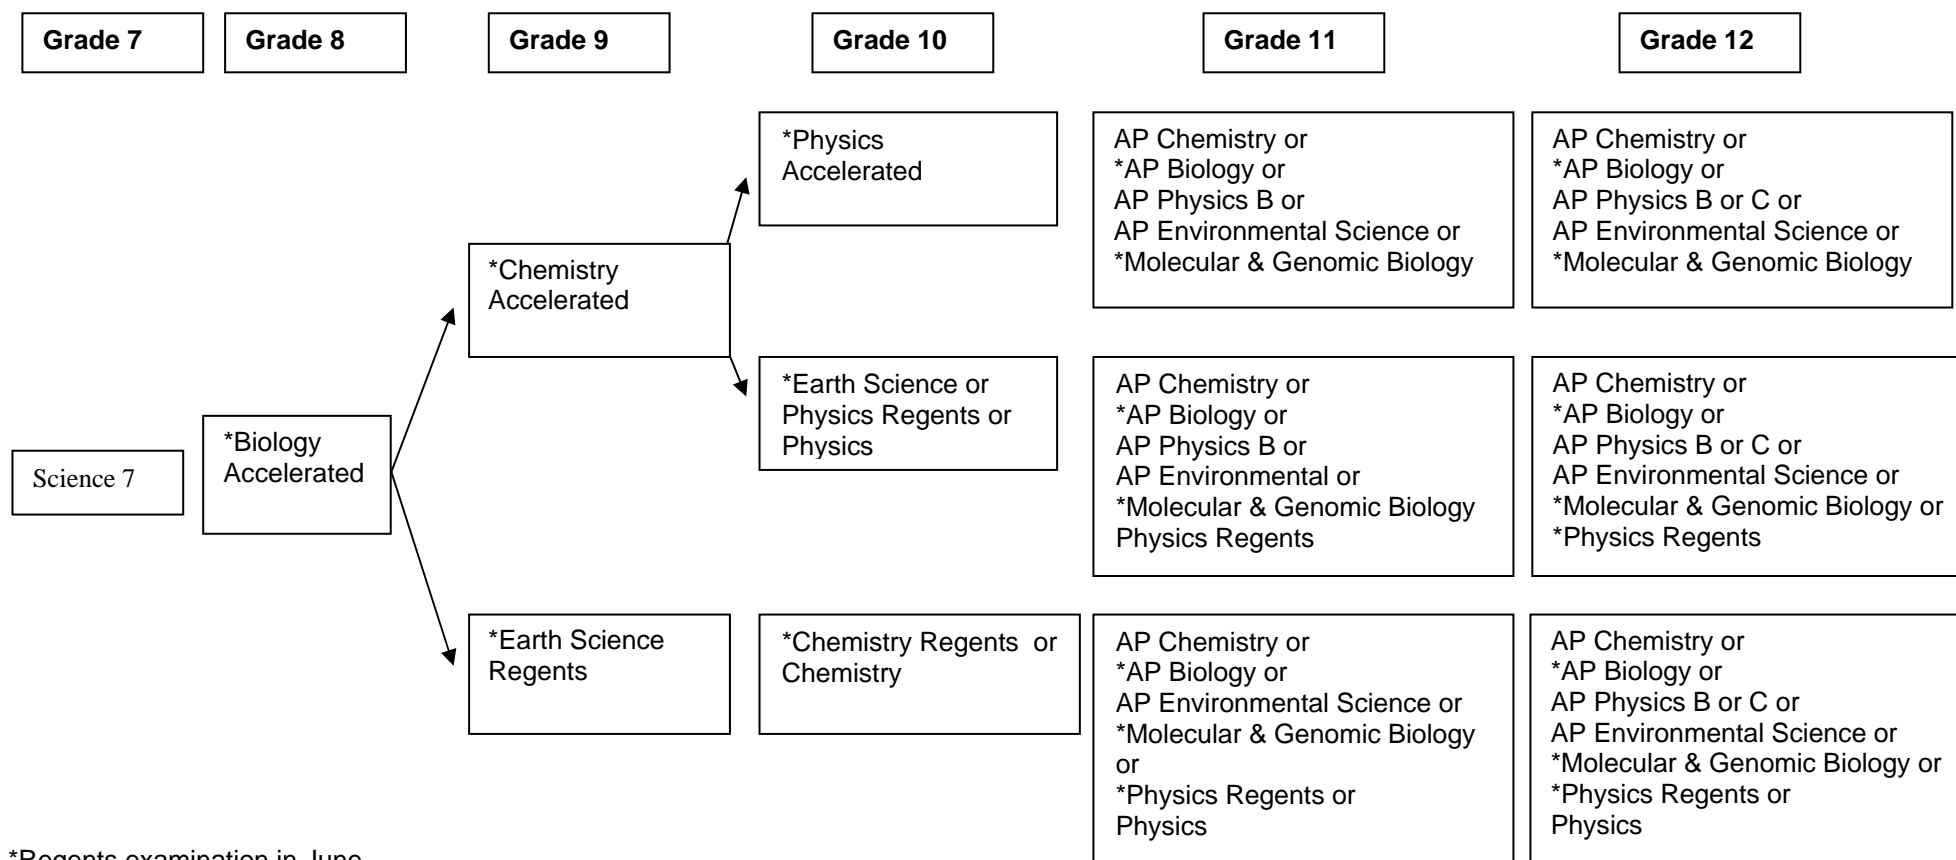 Grade 7
Grade 8
Grade 9
Grade 10
Grade 11
Grade 12
Science 7
*Biology
Accelerated
*Chemistry
Accelerated
*Earth Science
Regents
*Physics
Accelerated
*Earth Science or
Physics Regents or
Physics
*Chemistry Regents or
Chemistry
AP Chemistry or
*AP Biology or
AP Physics B or
AP Environmental Science or
*Molecular & Genomic Biology
AP Chemistry or
*AP Biology or
AP Physics B or
AP Environmental or
*Molecular & Genomic Biology
Physics Regents
AP Chemistry or
*AP Biology or
AP Environmental Science or
*Molecular & Genomic Biology
or
*Physics Regents or
Physics
AP Chemistry or
*AP Biology or
AP Physics B or C or
AP Environmental Science or
*Molecular & Genomic Biology
AP Chemistry or
*AP Biology or
AP Physics B or C or
AP Environmental Science or
*Molecular & Genomic Biology or
*Physics Regents
AP Chemistry or
*AP Biology or
AP Physics B or C or
AP Environmental Science or
*Molecular & Genomic Biology or
*Physics Regents or
Physics
*Regents examination in June